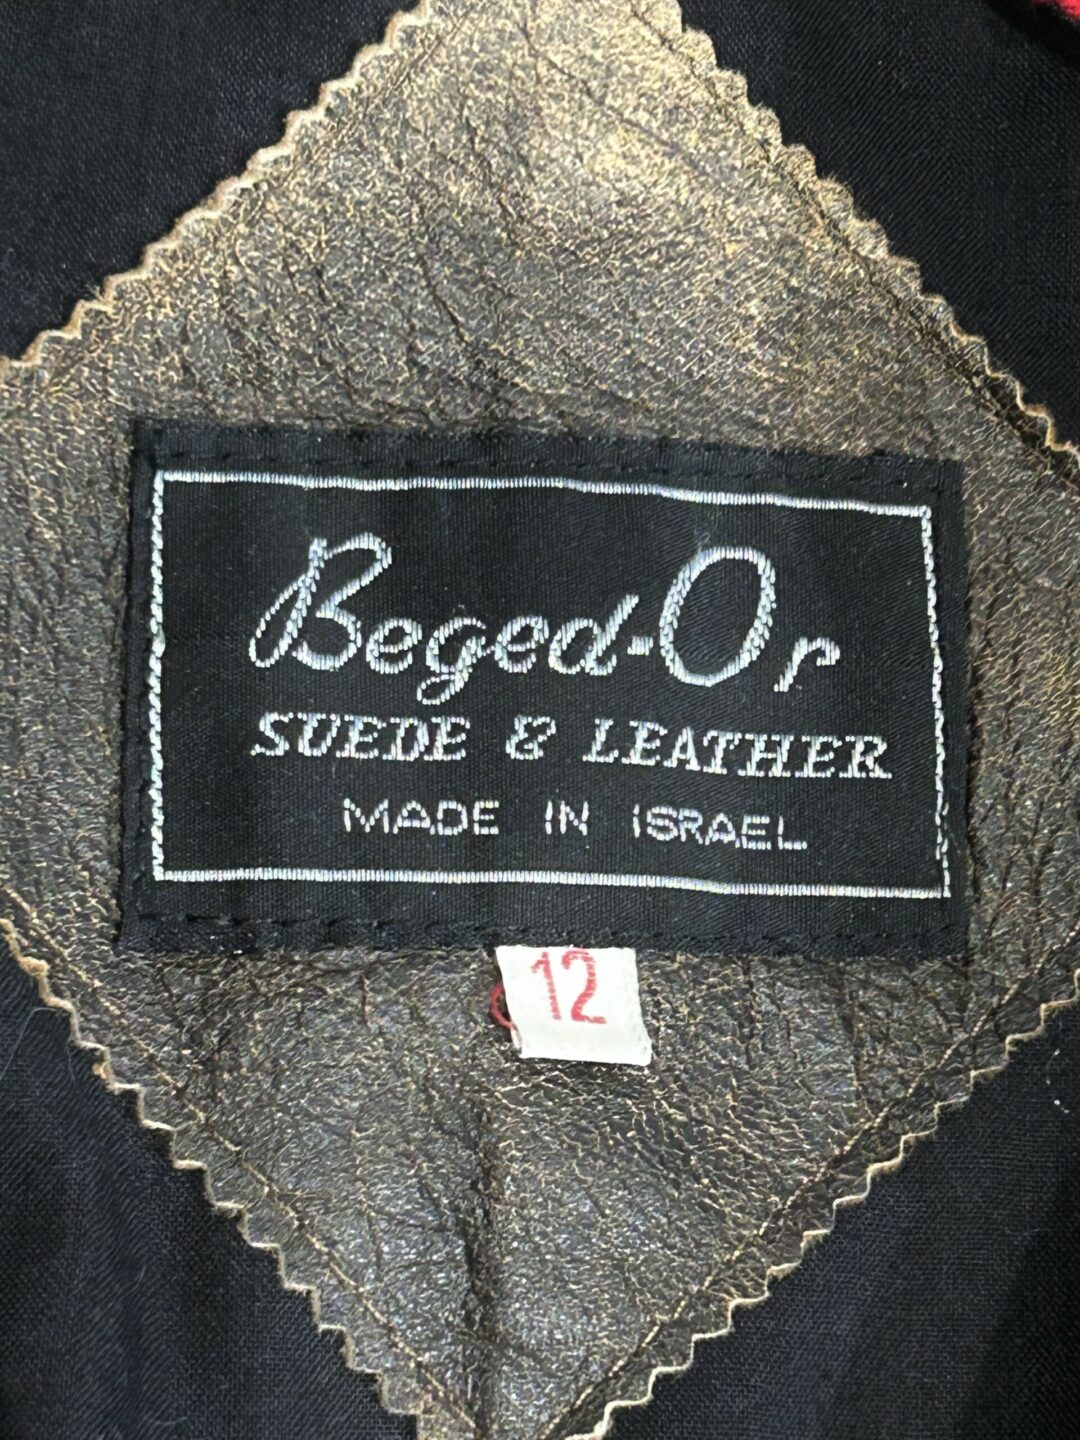 Beged-Or
SUEDE & LEATHER
MADE IN ISRAEL
12